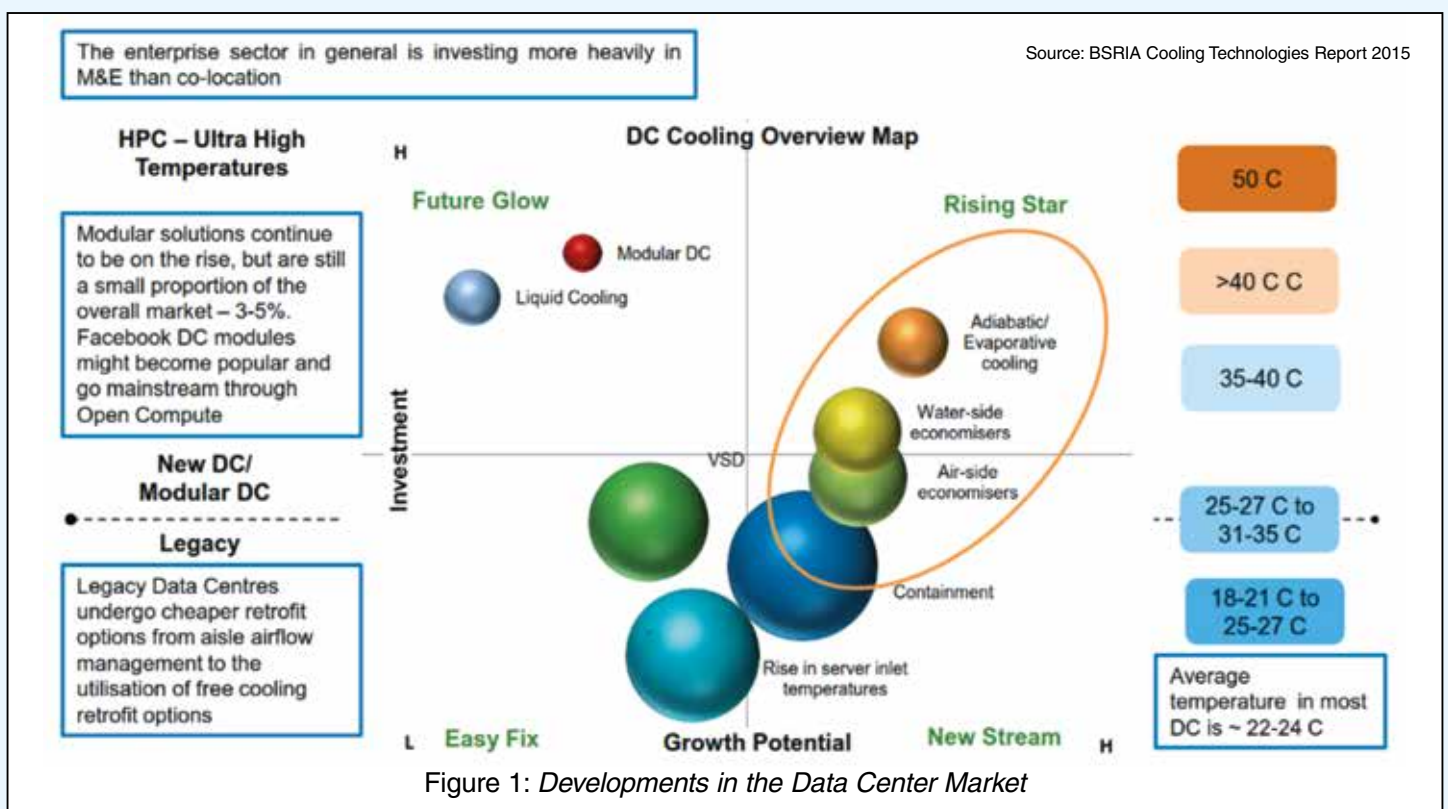 The enterprise sector in general is investing more heavily in
M&E than co-location
Source: BSRIA Cooling Technologies Report 2015
HPC – Ultra High
Temperatures
Modular solutions continue
to be on the rise, but are still
a small proportion of the
overall market – 3-5%.
Facebook DC modules
might become popular and
go mainstream through
Open Compute
New DC/
Modular DC
Legacy
Legacy Data Centres
undergo cheaper retrofit
options from aisle airflow
management to the
utilisation of free cooling
retrofit options
DC Cooling Overview Map
H
Future Glow
Rising Star
Modular DC
Liquid Cooling
Adiabatic/
Evaporative
cooling
Water-side
economisers
Investment
VSD
Air-side
economisers
Containment
Rise in server inlet
temperatures
L
Easy Fix
Growth Potential
New Stream
H
50 C
>40 C C
35-40 C
25-27 C to
31-35 C
18-21 C to
25-27 C
Average
temperature in most
DC is ~ 22-24 C
Figure 1: Developments in the Data Center Market